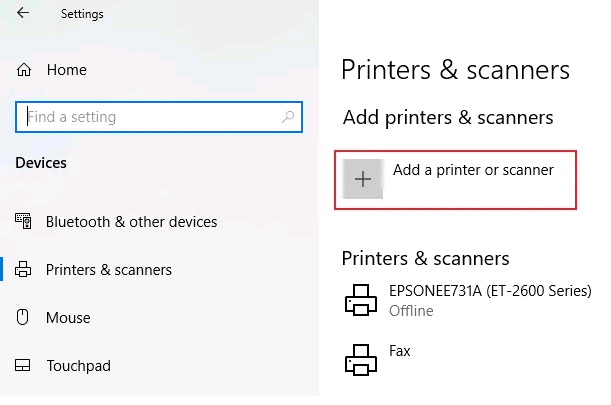 Settings
Home
Find a setting
Devices
Bluetooth & other devices
Printers & scanners
Mouse
Touchpad
Printers & scanners
Add printers & scanners
Add a printer or scanner
Printers & scanners
EPSONEE731A (ET-2600 Series)
Offline
Fax